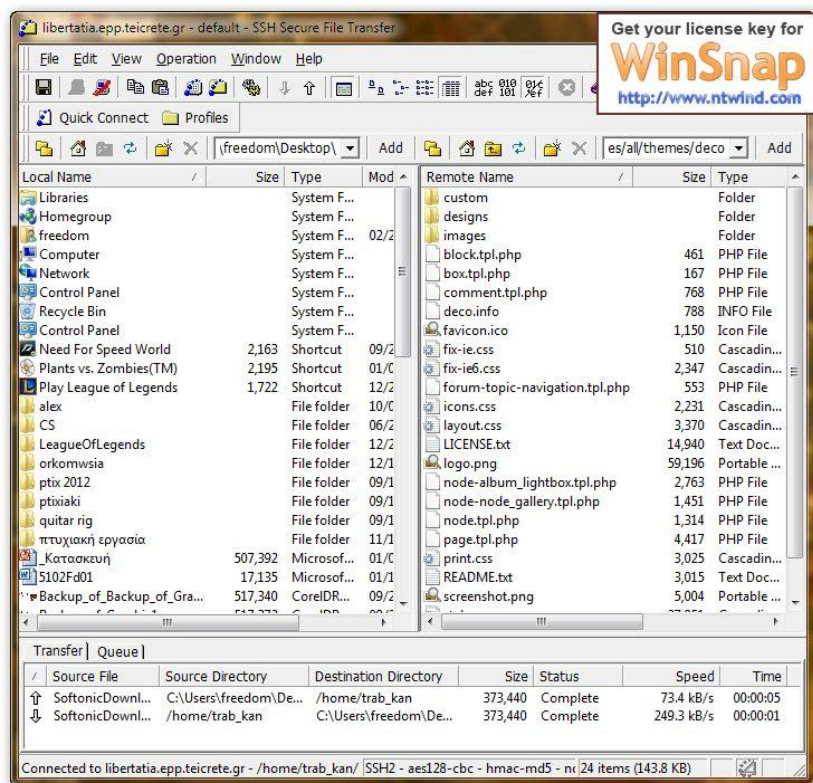 libertatia.epp.teicrete.gr - default - SSH Secure File Transfer
Get your license key for
WinSnap
http://www.ntwind.com
File Edit View Operation Window Help
Quick Connect Profiles
\freedom\Desktop\ Add es/all/themes/deco Add
Local Name / Size Type Mod
Libraries System F...
Homegroup System F...
freedom System F... 02/2
Computer System F...
Network System F...
Control Panel System F...
Recycle Bin System F...
Control Panel System F...
Need For Speed World 2,163 Shortcut 09/2
Plants vs. Zombies(TM) 2,195 Shortcut 01/0
Play League of Legends 1,722 Shortcut 12/2
alex File folder 10/0
CS File folder 06/2
LeagueOfLegends File folder 12/2
orkomwsia File folder 12/1
ptix 2012 File folder 09/2
ptixiaki File folder 09/1
quitar rig File folder 09/1
πτυχιακή εργασία File folder 11/1
_Κατασκευή 507,392 Microsof... 01/0
5102Fd01 17,135 Microsof... 01/1
Backup_of_Backup_of_Gra... 517,340 CorelDR... 09/2
Remote Name / Size Type
custom Folder
designs Folder
images Folder
block.tpl.php 461 PHP File
box.tpl.php 167 PHP File
comment.tpl.php 768 PHP File
deco.info 788 INFO File
favicon.ico 1,150 Icon File
fix-ie.css 510 Cascadin...
fix-ie6.css 2,347 Cascadin...
forum-topic-navigation.tpl.php 553 PHP File
icons.css 2,231 Cascadin...
layout.css 3,370 Cascadin...
LICENSE.txt 14,940 Text Doc...
logo.png 59,196 Portable ...
node-album_lightbox.tpl.php 2,763 PHP File
node-node_gallery.tpl.php 1,451 PHP File
node.tpl.php 1,314 PHP File
page.tpl.php 4,417 PHP File
print.css 3,025 Cascadin...
README.txt 3,015 Text Doc...
screenshot.png 5,004 Portable ...
Transfer Queue
/ Source File Source Directory Destination Directory Size Status Speed Time
SoftonicDownl... C:\Users\freedom\De... /home/trab_kan 373,440 Complete 73.4 kB/s 00:00:05
SoftonicDownl... /home/trab_kan C:\Users\freedom\De... 373,440 Complete 249.3 kB/s 00:00:01
Connected to libertatia.epp.teicrete.gr - /home/trab_kan/ SSH2 - aes128-cbc - hmac-md5 - 24 items (143.8 KB)